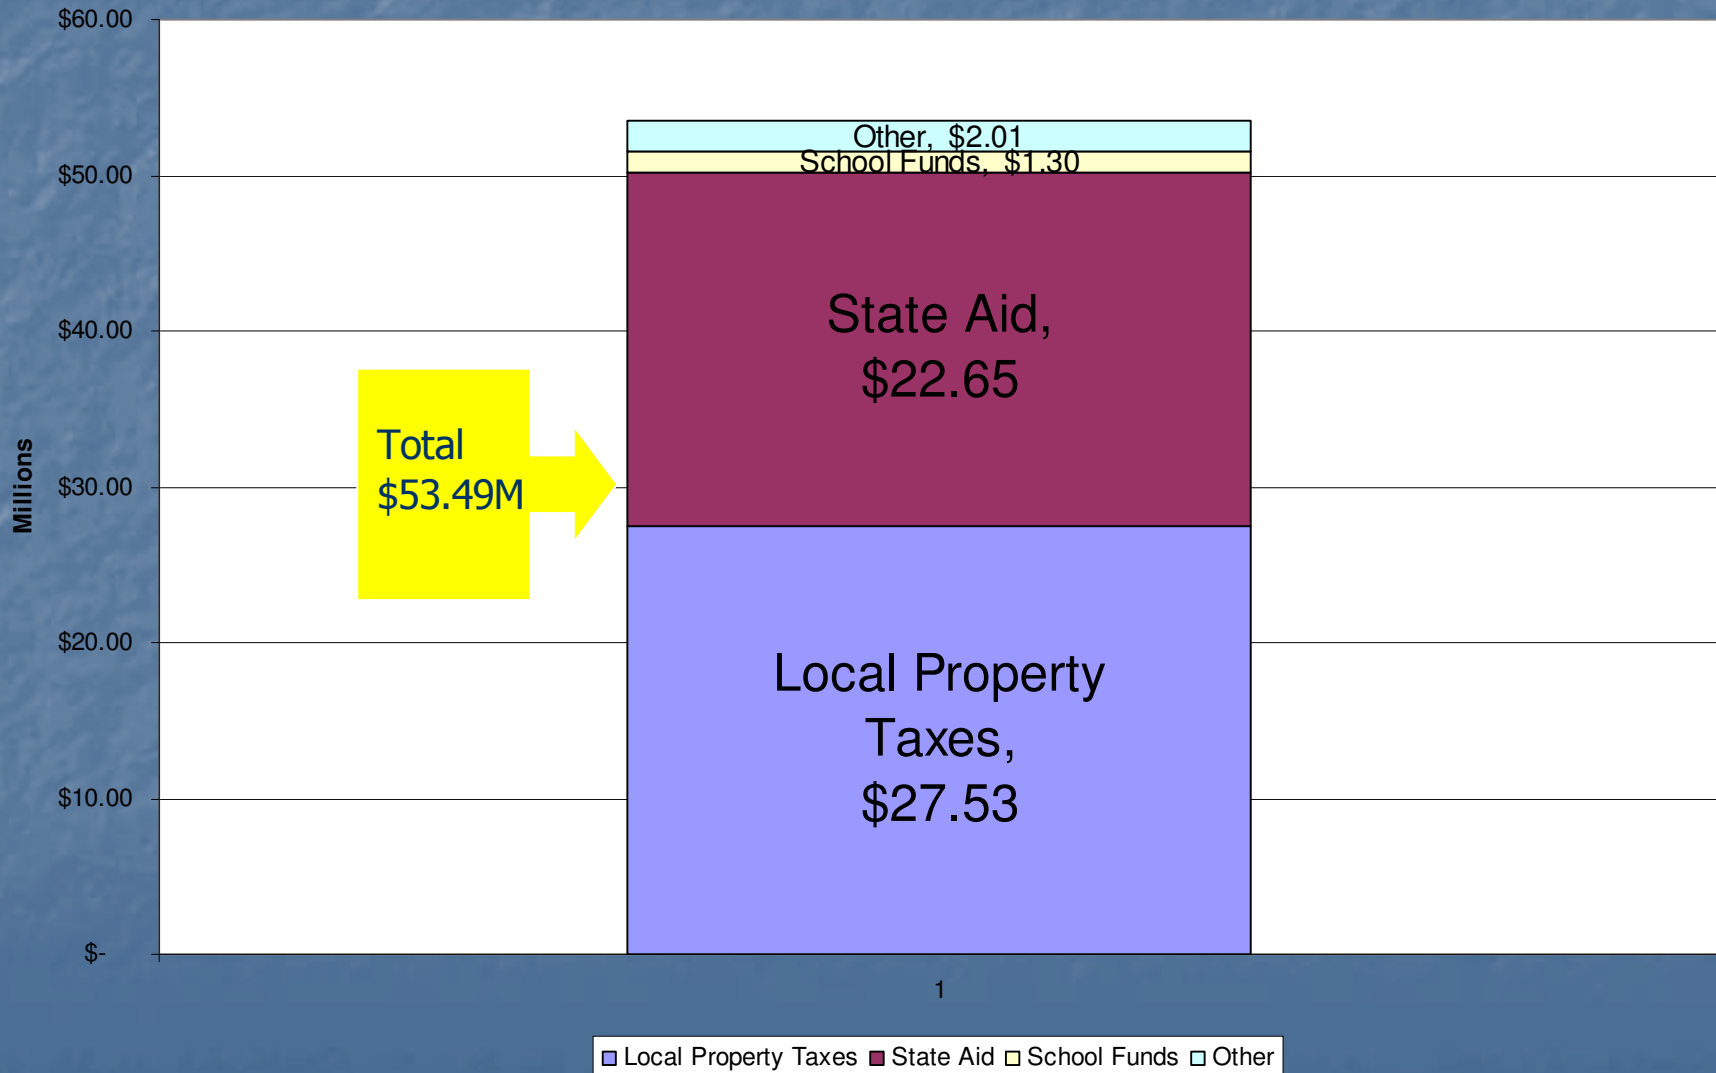 $60.00
$50.00
$40.00
$30.00
$20.00
$10.00
$-
Millions
Other, $2.01
School Funds, $1.30
State Aid,
$22.65
Total
$53.49M
Local Property
Taxes,
$27.53
1
Local Property Taxes State Aid School Funds Other